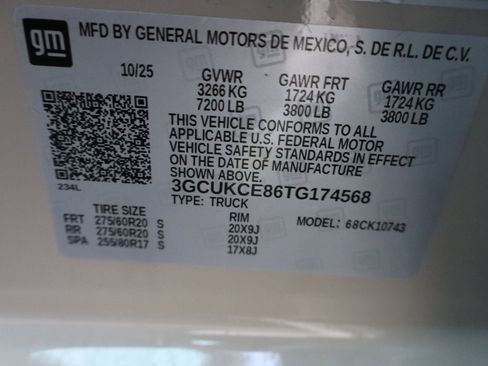 gm
MFD BY GENERAL MOTORS DE MEXICO, S. DE R.L. DE C.V.
10/25 GVWR GAWR FRT GAWR RR
3266 KG 1724 KG 1724 KG
7200 LB 3800 LB 3800 LB
THIS VEHICLE CONFORMS TO ALL
APPLICABLE U.S. FEDERAL MOTOR
VEHICLE SAFETY STANDARDS IN EFFECT
ON THE DATE OF MANUFACTURE
SHOWN ABOVE.
234L 3GCUKCE86TG174568
TYPE: TRUCK
TIRE SIZE RIM MODEL: 68CK10743
FRT 275/60R20 S 20X9J
RR 275/60R20 S 20X9J
SPA 255/80R17 S 17X8J